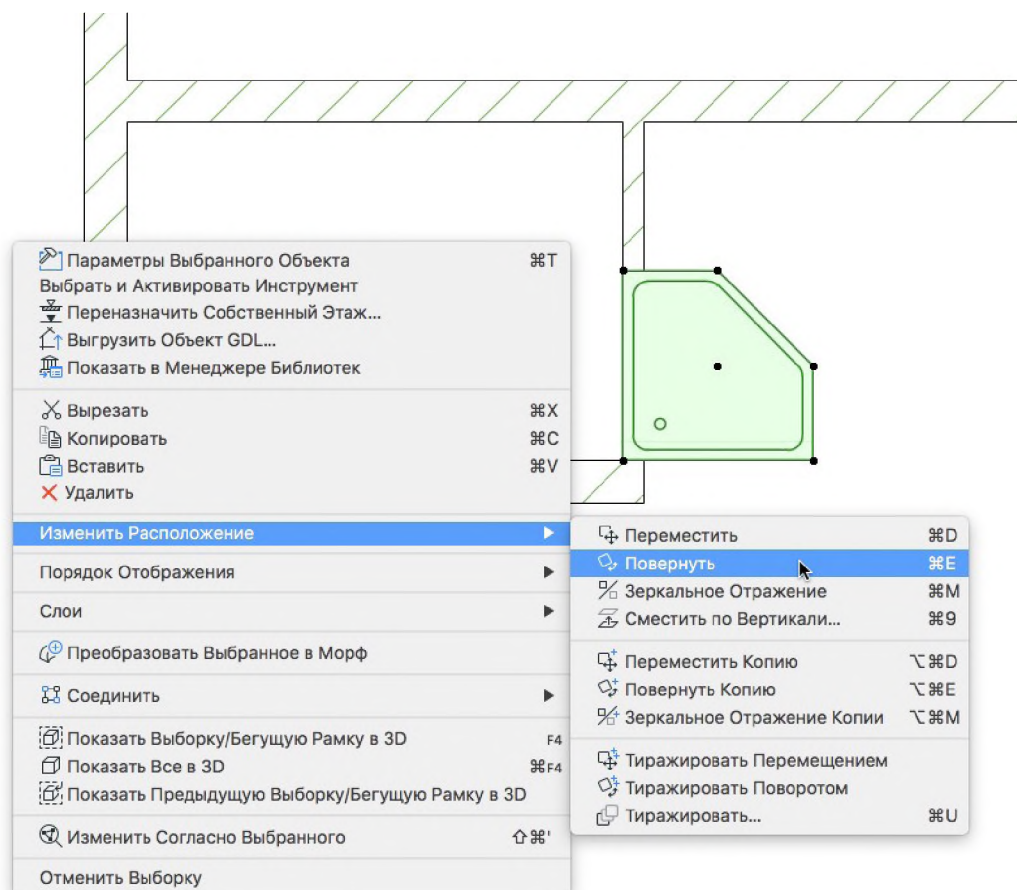 Параметры Выбранного Объекта ⌘T
Выбрать и Активировать Инструмент
Переназначить Собственный Этаж...
Выгрузить Объект GDL...
Показать в Менеджере Библиотек
Вырезать ⌘X
Копировать ⌘C
Вставить ⌘V
Удалить
Изменить Расположение
Порядок Отображения
Слои
Преобразовать Выбранное в Морф
Соединить
Показать Выборку/Бегущую Рамку в 3D F4
Показать Все в 3D ⌘F4
Показать Предыдущую Выборку/Бегущую Рамку в 3D
Изменить Согласно Выбранного ⇧⌘'
Отменить Выборку
Переместить ⌘D
Повернуть ⌘E
Зеркальное Отражение ⌘M
Сместить по Вертикали... ⌘9
Переместить Копию ⌥⌘D
Повернуть Копию ⌥⌘E
Зеркальное Отражение Копии ⌥⌘M
Тиражировать Перемещением
Тиражировать Поворотом
Тиражировать... ⌘U